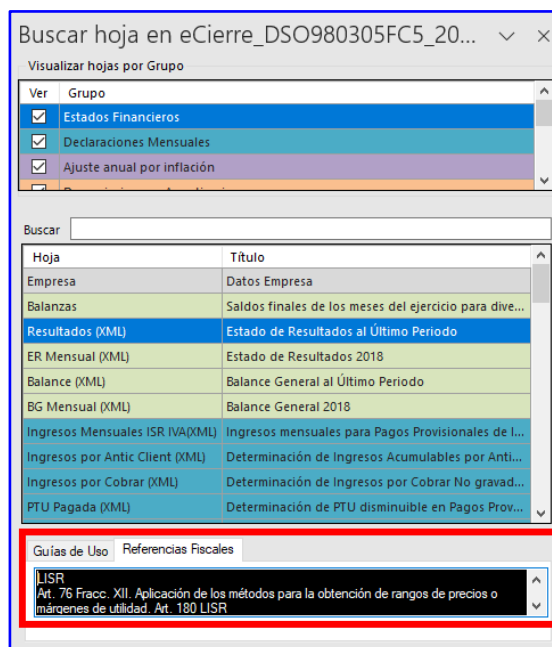 Buscar hoja en eCierre_DSO980305FC5_20...
Visualizar hojas por Grupo
Ver Grupo
Estados Financieros
Declaraciones Mensuales
Ajuste anual por inflación
Buscar
Hoja Título
Empresa Datos Empresa
Balanzas Saldos finales de los meses del ejercicio para dive...
Resultados (XML) Estado de Resultados al Último Periodo
ER Mensual (XML) Estado de Resultados 2018
Balance (XML) Balance General al Último Periodo
BG Mensual (XML) Balance General 2018
Ingresos Mensuales ISR IVA(XML) Ingresos mensuales para Pagos Provisionales de I...
Ingresos por Antic Client (XML) Determinación de Ingresos Acumulables por Anti...
Ingresos por Cobrar (XML) Determinación de Ingresos por Cobrar No gravad...
PTU Pagada (XML) Determinación de PTU disminuible en Pagos Prov...
Guías de Uso Referencias Fiscales
LISR
Art. 76 Fracc. XII. Aplicación de los métodos para la obtención de rangos de precios o
márgenes de utilidad. Art. 180 LISR